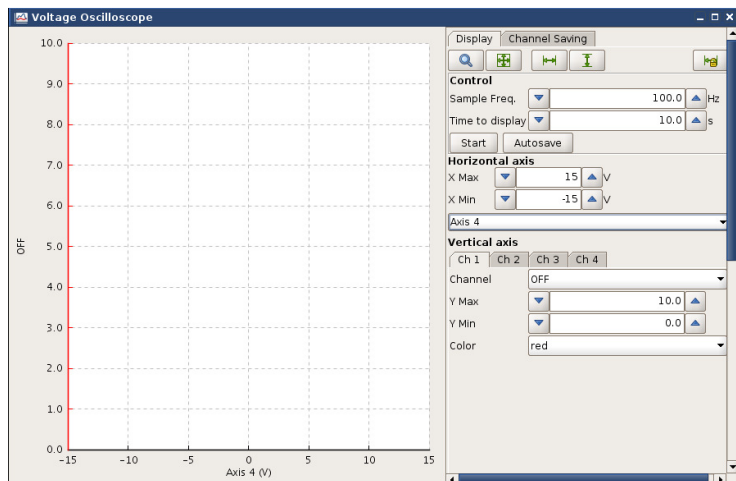 Voltage Oscilloscope
10.0
9.0
8.0
7.0
6.0
5.0
4.0
3.0
2.0
1.0
0.0
OFF
-15
-10
-5
0
5
10
15
Axis 4 (V)
Display
Channel Saving
Control
Sample Freq. 100.0 Hz
Time to display 10.0 s
Start
Autosave
Horizontal axis
X Max 15 V
X Min -15 V
Axis 4
Vertical axis
Ch 1
Ch 2
Ch 3
Ch 4
Channel OFF
Y Max 10.0
Y Min 0.0
Color red